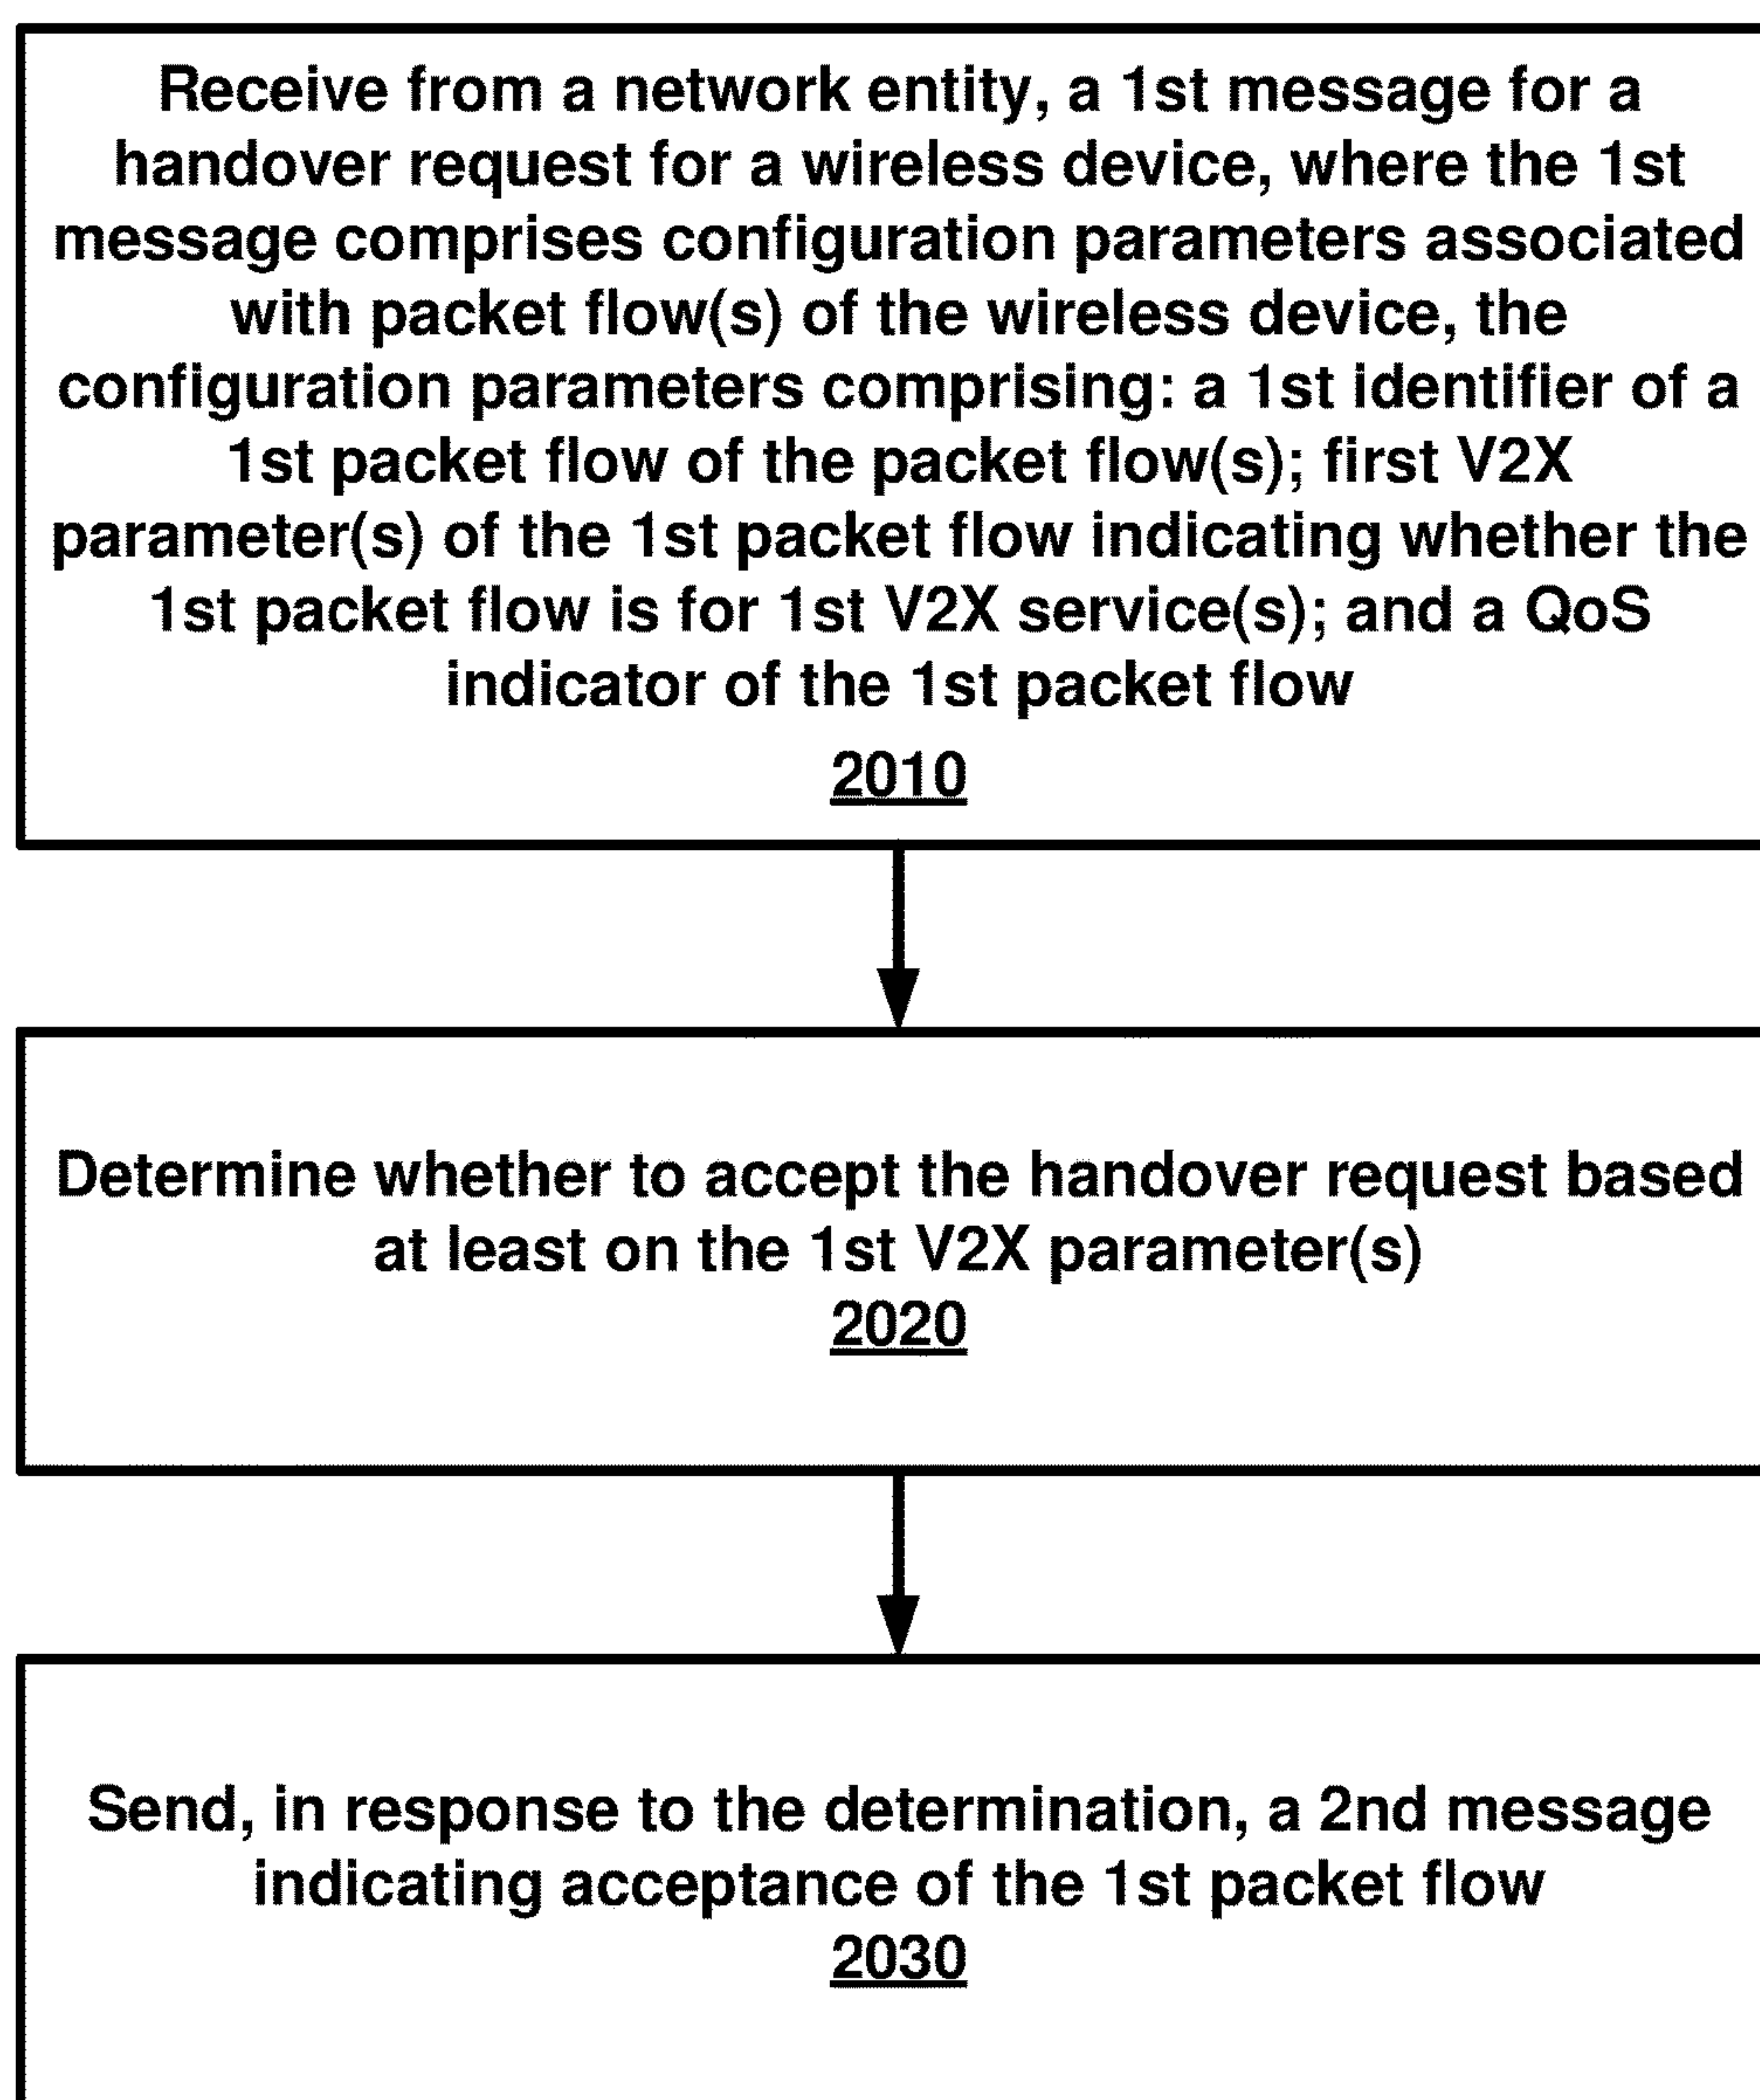 Receive from a network entity, a 1st message for a
handover request for a wireless device, where the 1st
message comprises configuration parameters associated
with packet flow(s) of the wireless device, the
configuration parameters comprising: a 1st identifier of a
1st packet flow of the packet flow(s); first V2X
parameter(s) of the 1st packet flow indicating whether the
1st packet flow is for 1st V2X service(s); and a QoS
indicator of the 1st packet flow
2010
Determine whether to accept the handover request based
at least on the 1st V2X parameter(s)
2020
Send, in response to the determination, a 2nd message
indicating acceptance of the 1st packet flow
2030